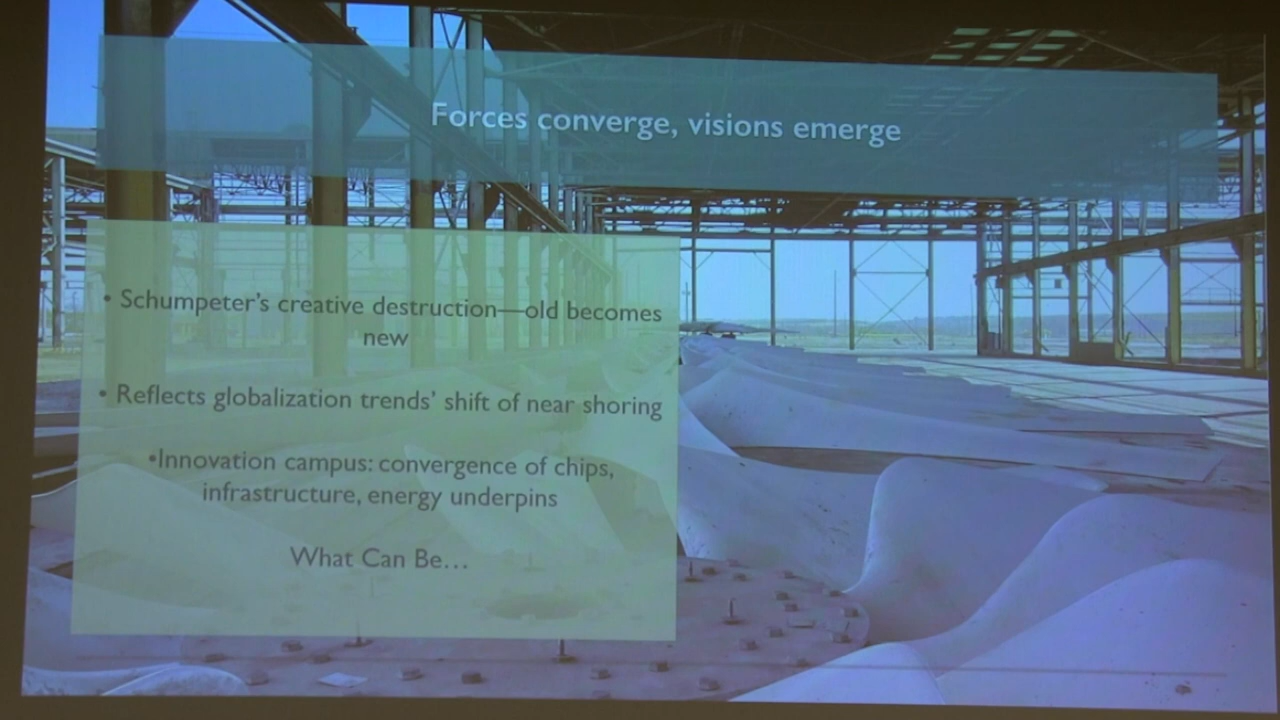 Forces converge, visions emerge
• Schumpeter's creative destruction—old becomes
new
• Reflects globalization trends' shift of near shoring
•Innovation campus: convergence of chips,
infrastructure, energy underpins
What Can Be...